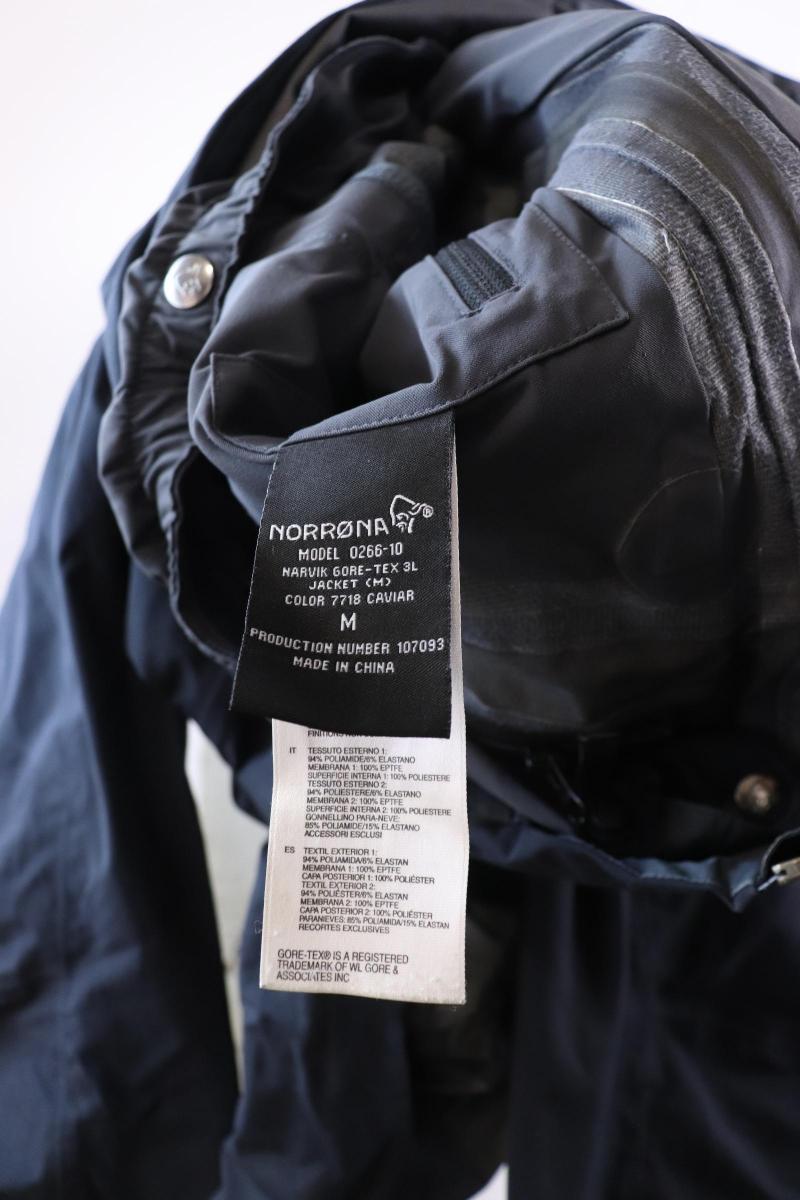 NORRØNA®
MODEL 0266-10
NARVIK GORE-TEX 3L
JACKET (M)
COLOR 7718 CAVIAR
M
PRODUCTION NUMBER 107093
MADE IN CHINA
IT TESSUTO ESTERNO 1:
94% POLIAMIDE/6% ELASTANO
MEMBRANA 1: 100% EPTFE
SUPERFICIE INTERNA 1: 100% POLIESTERE
TESSUTO ESTERNO 2:
94% POLIESTERE/6% ELASTANO
MEMBRANA 2: 100% EPTFE
SUPERFICIE INTERNA 2: 100% POLIESTERE
GONNELLINO PARA-NEVE:
85% POLIAMIDE/15% ELASTANO
ACCESSORI ESCLUSI
ES TEXTIL EXTERIOR 1:
94% POLIAMIDA/6% ELASTAN
MEMBRANA 1: 100% EPTFE
CAPA POSTERIOR 1: 100% POLIÉSTER
TEXTIL EXTERIOR 2:
94% POLIÉSTER/6% ELASTAN
MEMBRANA 2: 100% EPTFE
CAPA POSTERIOR 2: 100% POLIÉSTER
PARANIEVES: 85% POLIAMIDA/15% ELASTAN
RECORTES EXCLUSIVES
GORE-TEX® IS A REGISTERED
TRADEMARK OF WL GORE &
ASSOCIATES INC